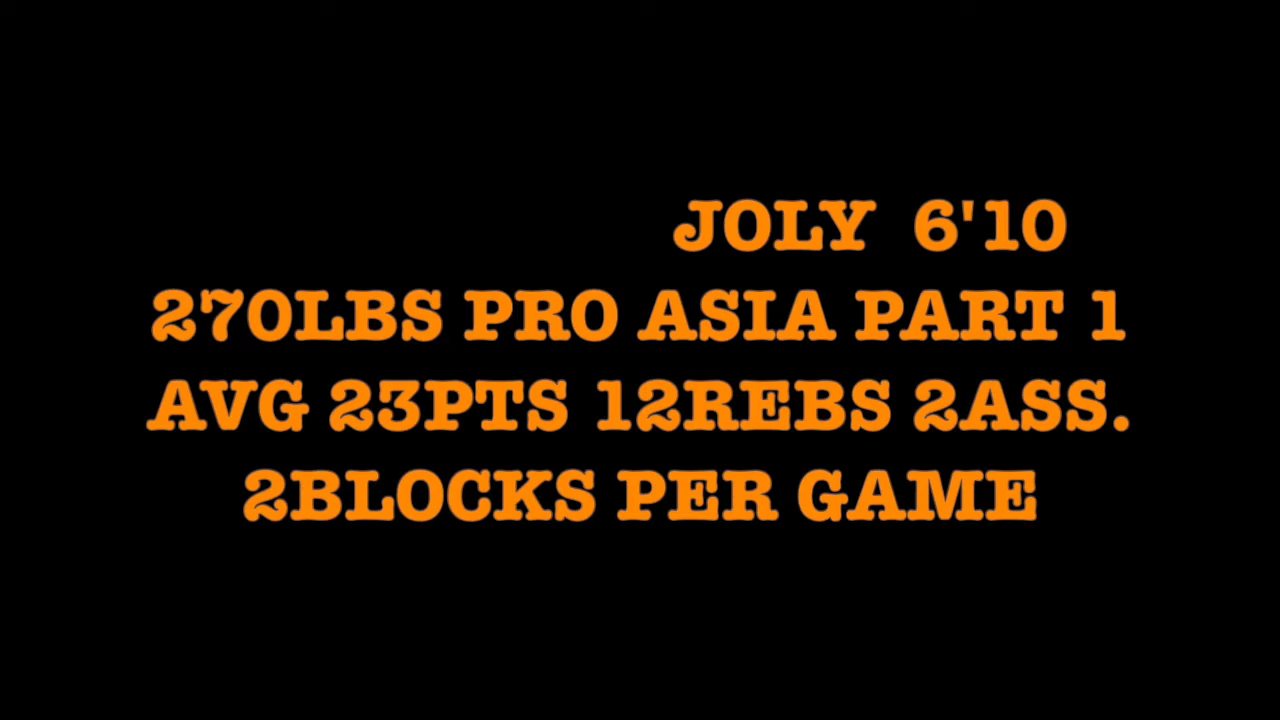 JOLY  6'10
270LBS PRO ASIA PART 1
AVG 23PTS 12REBS 2ASS.
2BLOCKS PER GAME